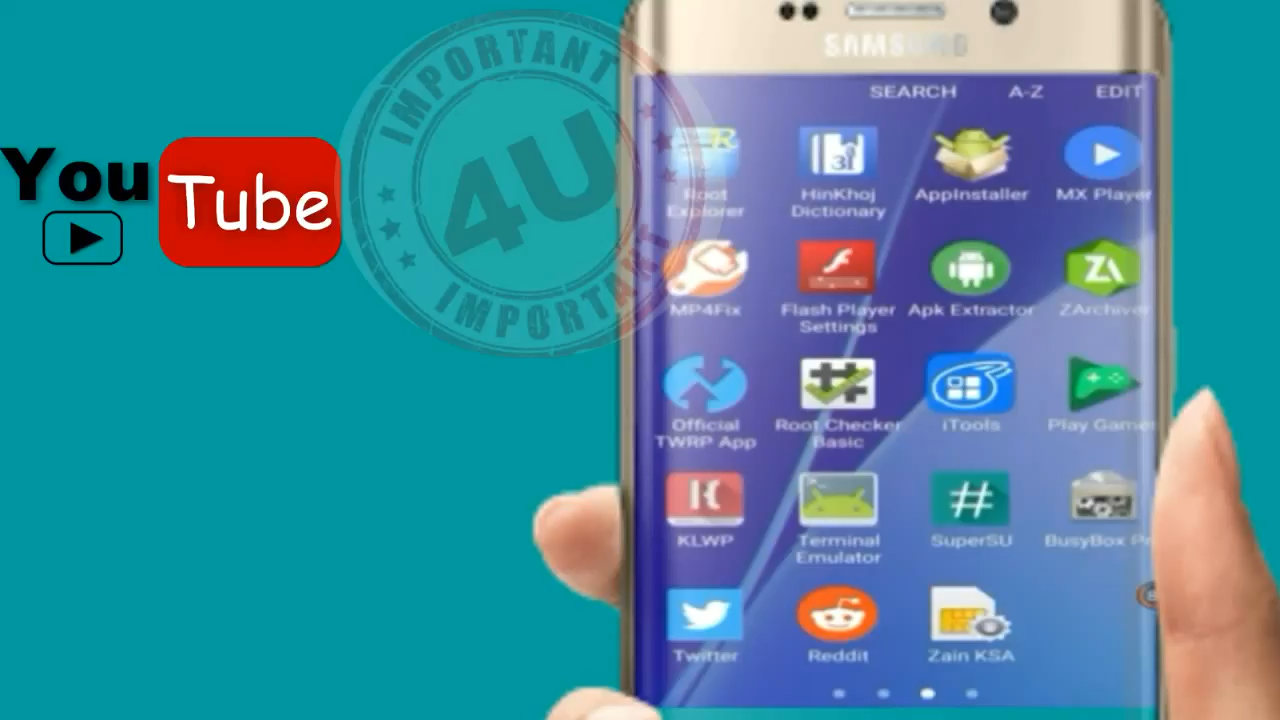 You
Tube
IMPORTANT
4U
IMPORTANT
SAMSUNG
SEARCH A-Z EDIT
Root
Explorer
HinKhoj
Dictionary
AppInstaller
MX Player
MP4Fix
Flash Player
Settings
Apk Extractor
ZArchiver
Official
TWRP App
Root Checker
Basic
iTools
Play Games
KLWP
Terminal
Emulator
SuperSU
BusyBox Pr
Twitter
Reddit
Zain KSA